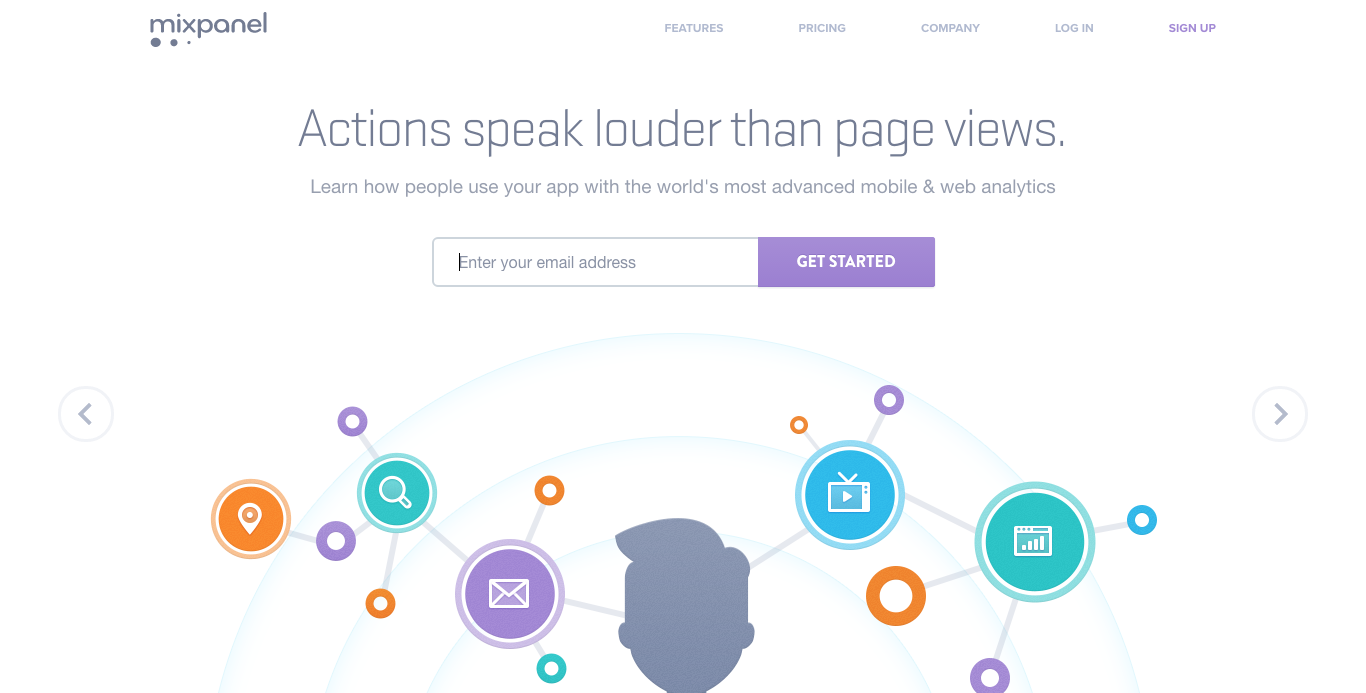 mixpanel
FEATURES PRICING COMPANY LOG IN SIGN UP
Actions speak louder than page views.
Learn how people use your app with the world's most advanced mobile & web analytics
Enter your email address GET STARTED